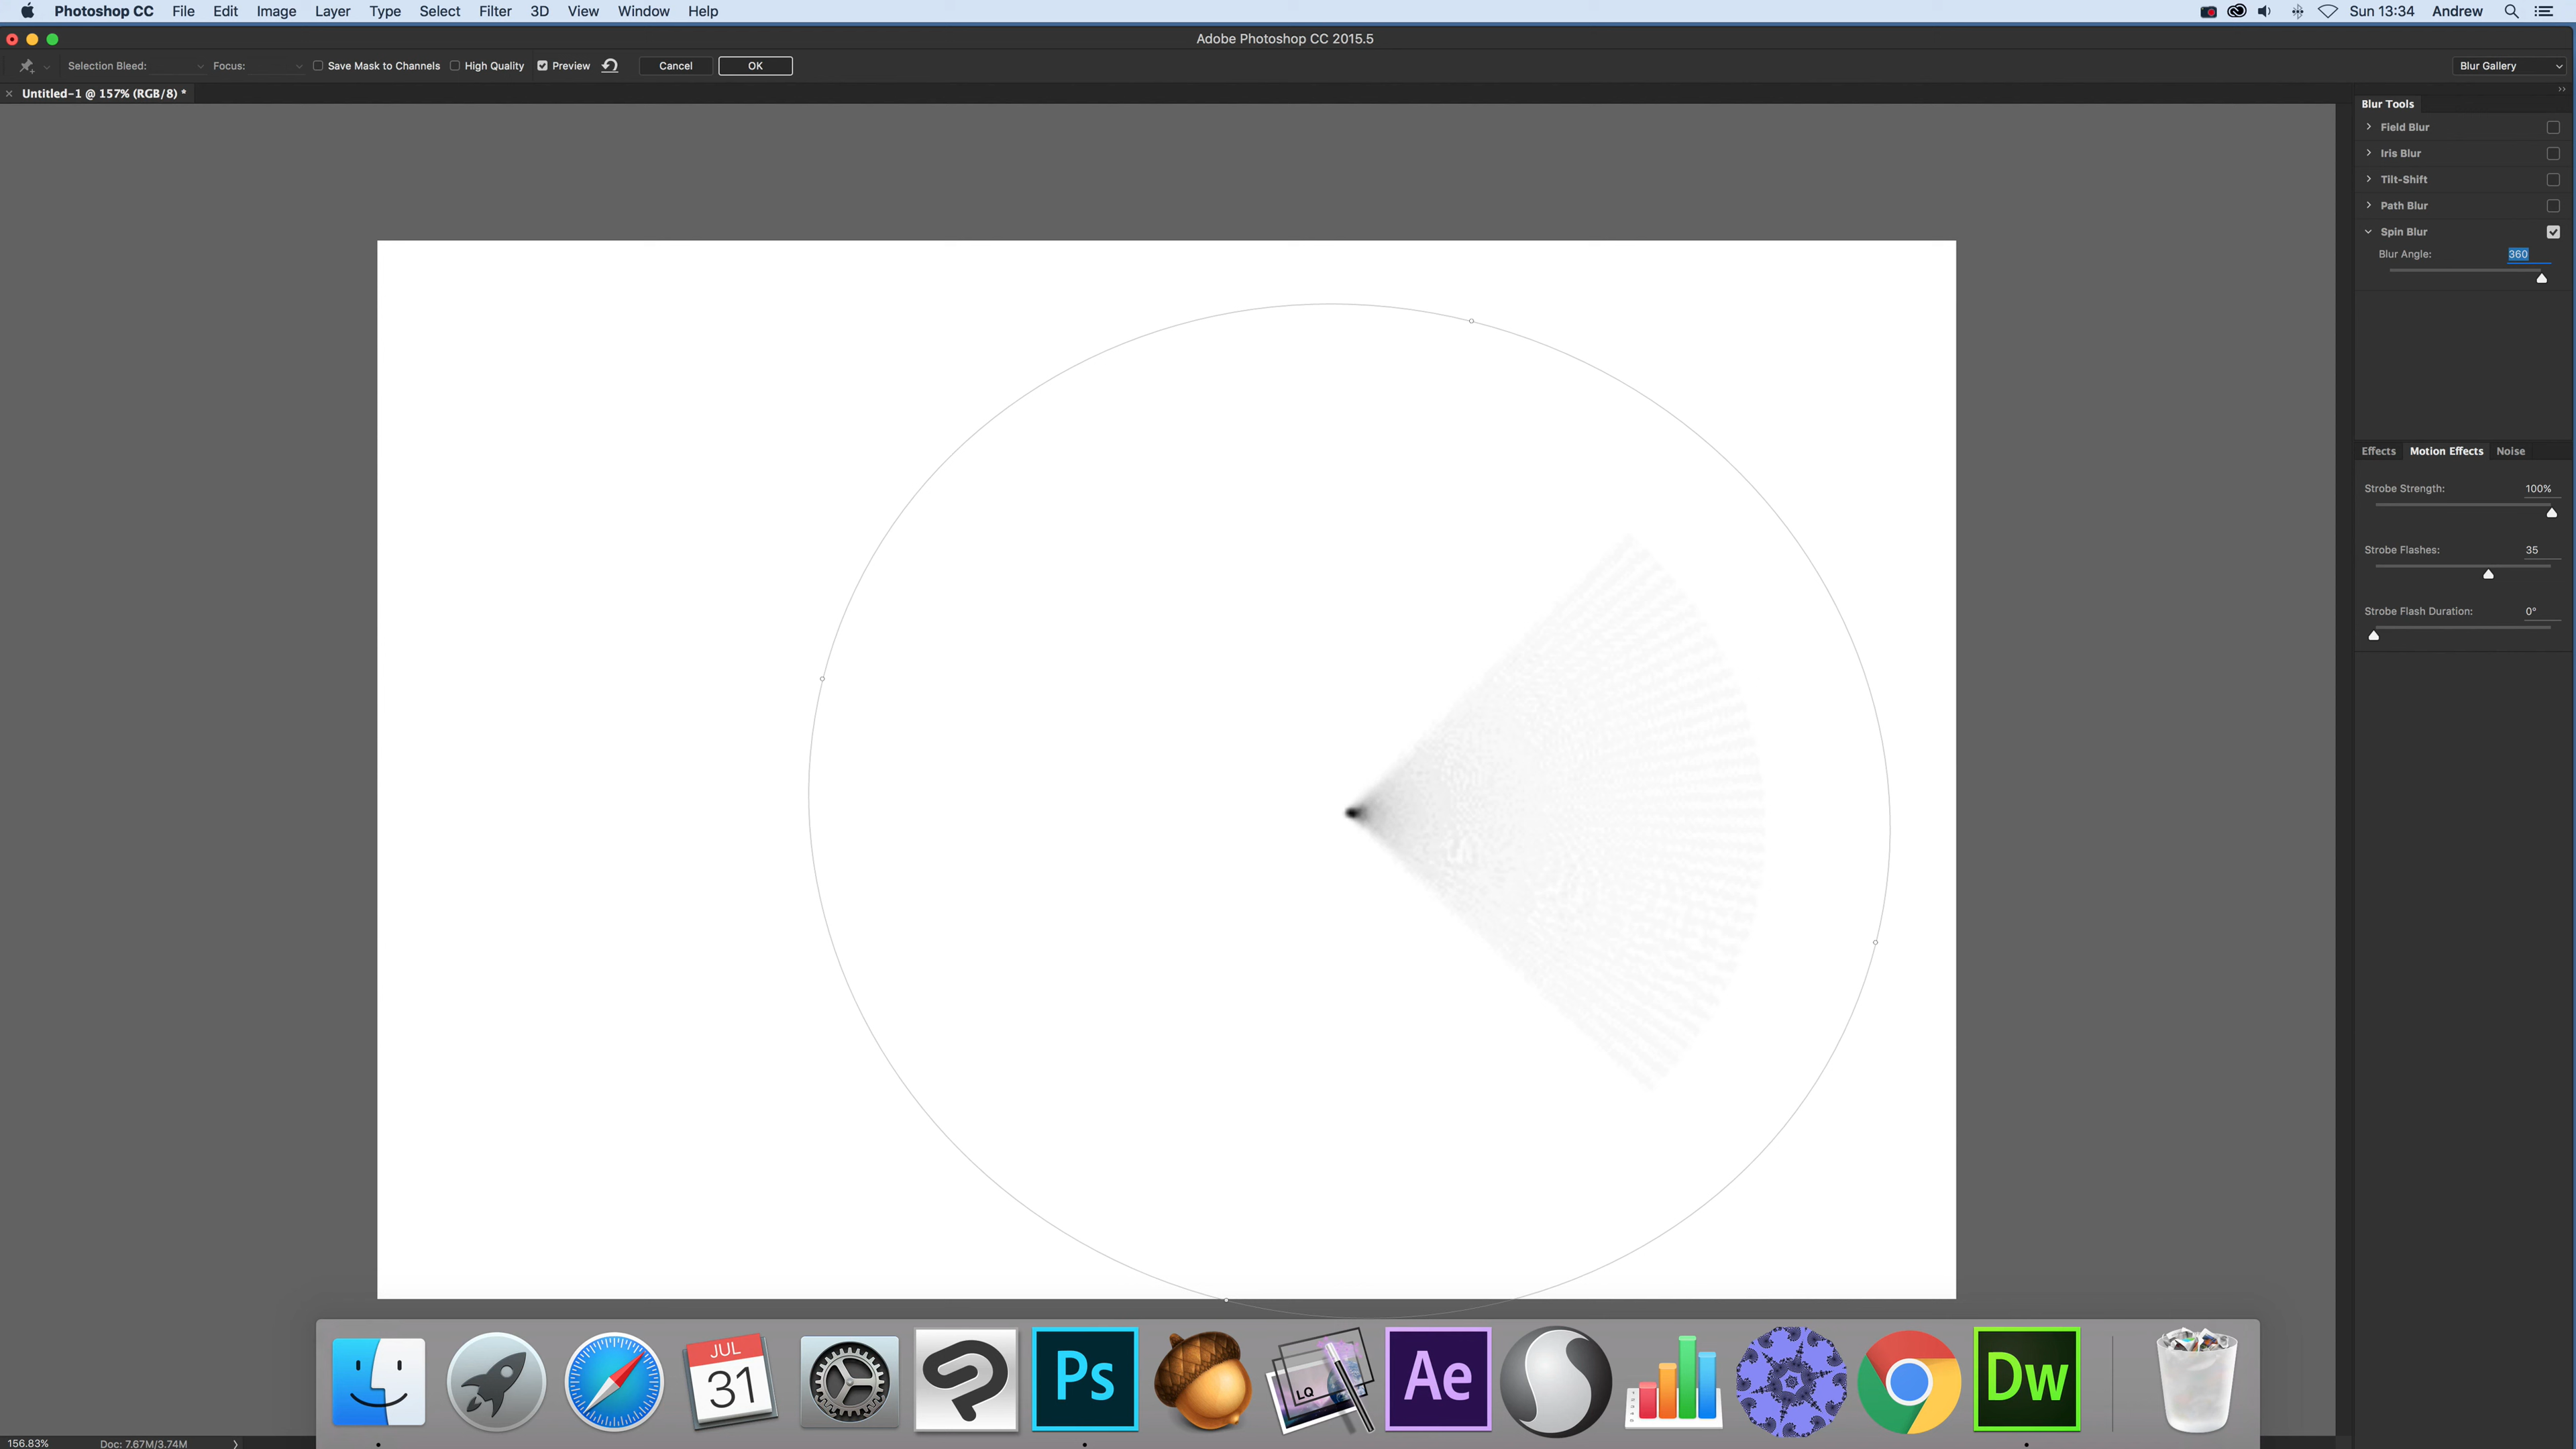 Photoshop CC File Edit Image Layer Type Select Filter 3D View Window Help Sun 13:34 Andrew
Adobe Photoshop CC 2015.5
Selection Bleed: Focus: Save Mask to Channels High Quality Preview Cancel OK Blur Gallery
Untitled-1 @ 157% (RGB/8) *
Blur Tools
Field Blur
Iris Blur
Tilt-Shift
Path Blur
Spin Blur
Blur Angle: 360
Effects Motion Effects Noise
Strobe Strength: 100%
Strobe Flashes: 35
Strobe Flash Duration: 0°
JUL
31
Ps
LQ
Ae
Dw
156.83% Doc: 7.67M/3.74M